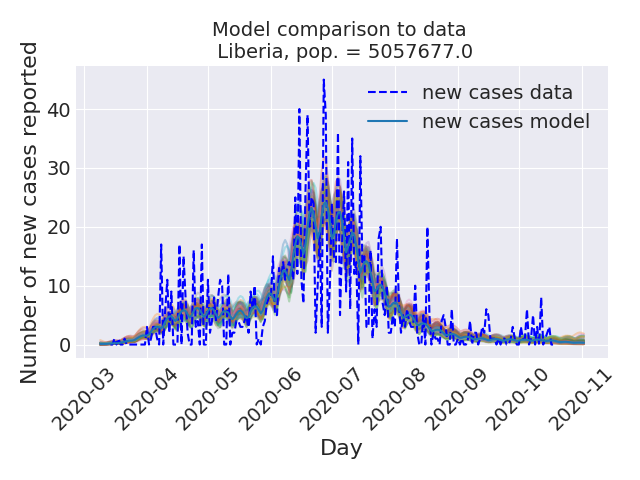 Model comparison to data
Liberia, pop. = 5057677.0
Number of new cases reported
40
30
20
10
0
new cases data
new cases model
2020-03
2020-04
2020-05
2020-06
2020-07
2020-08
2020-09
2020-10
2020-11
Day